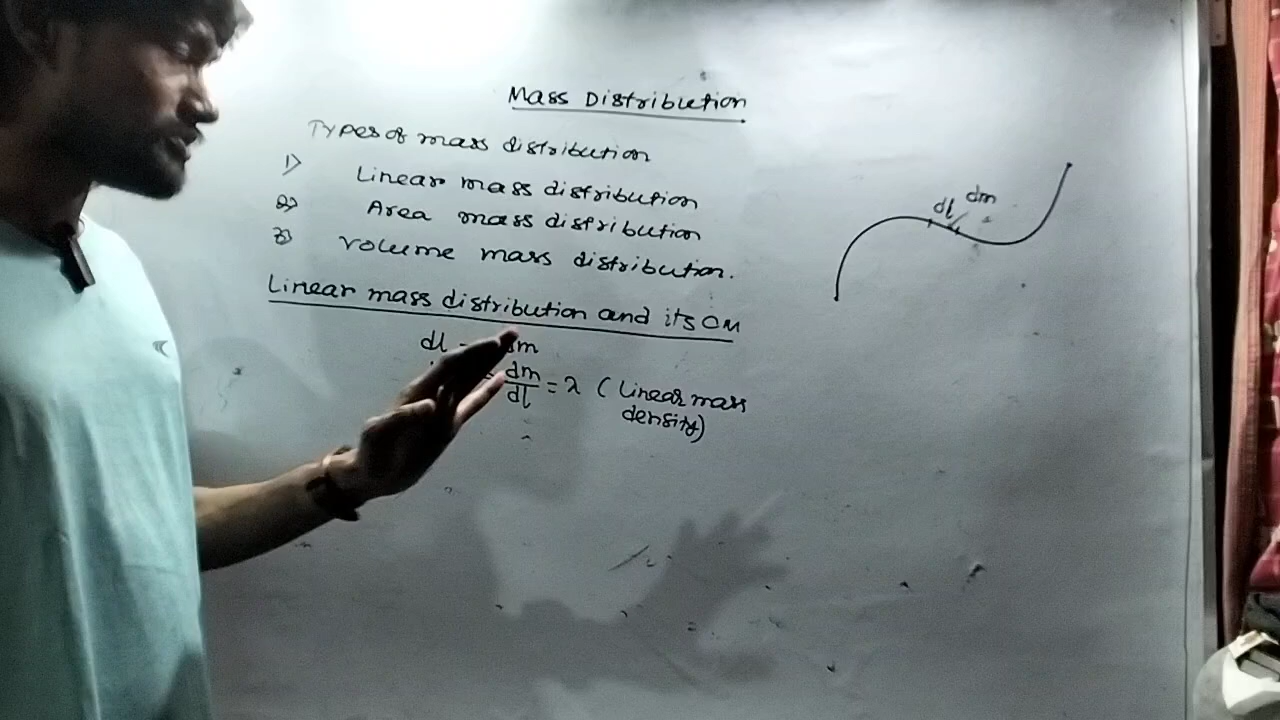 Mass Distribution
Types of mass distribution
1) Linear mass distribution
2) Area mass distribution
3) Volume mass distribution.
Linear mass distribution and its CM
dl dm
dl - dm
= dm/dl = λ (Linear mass
density)